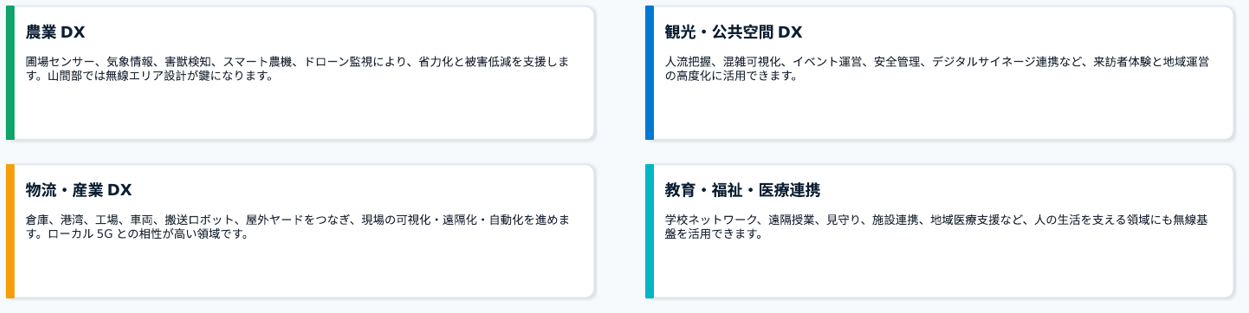 農業 DX
圃場センサー、気象情報、害獣検知、スマート農機、ドローン監視により、省力化と被害低減を支援しま
す。山間部では無線エリア設計が鍵になります。
観光・公共空間 DX
人流把握、混雑可視化、イベント運営、安全管理、デジタルサイネージ連携など、来訪者体験と地域運営
の高度化に活用できます。
物流・産業 DX
倉庫、港湾、工場、車両、搬送ロボット、屋外ヤードをつなぎ、現場の可視化・遠隔化・自動化を進めま
す。ローカル 5G との相性が高い領域です。
教育・福祉・医療連携
学校ネットワーク、遠隔授業、見守り、施設連携、地域医療支援など、人の生活を支える領域にも無線基
盤を活用できます。